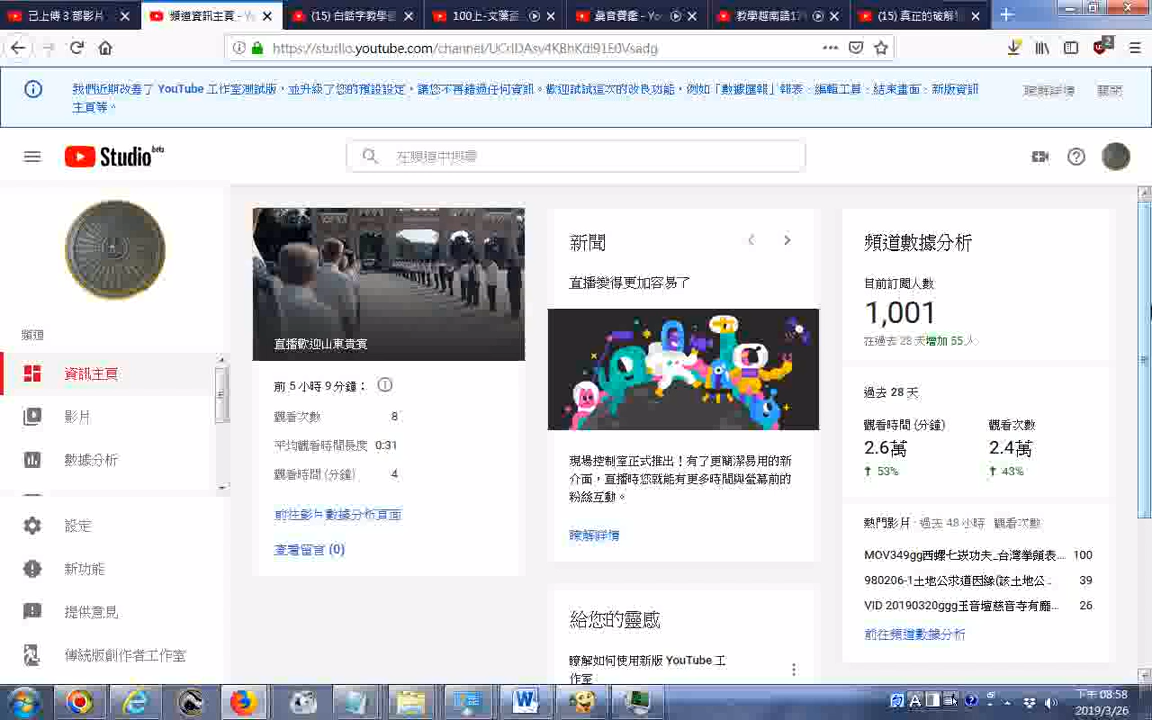 已上傳 3 部影片
頻道資訊主頁 - Yo
(15) 白話字教學
100上-文藻
(15) 真正的破解
https://studio.youtube.com/channel/
我們近期改善了 YouTube 工作室測試版，並升級了您的預設設定，讓您不再錯過任何資訊。歡迎試試這次的改良功能，例如「數據匯報」報表、編輯工具、結束畫面、新版資訊
主頁等。
瞭解詳情
關閉
Studio beta
在頻道中搜尋
頻道
資訊主頁
影片
數據分析
設定
新功能
提供意見
傳統版創作者工作室
直播歡迎山東貴賓
前 5 小時 9 分鐘：
觀看次數 8
平均觀看時間長度 0:31
觀看時間 (分鐘) 4
前往影片數據分析頁面
查看留言 (0)
新聞
直播變得更加容易了
現場控制室正式推出！有了更簡潔易用的新
介面，直播時您就能有更多時間與螢幕前的
粉絲互動。
瞭解詳情
給您的靈感
瞭解如何使用新版 YouTube 工
作室
頻道數據分析
目前訂閱人數
1,001
在過去 28 天增加 55 人
過去 28 天
觀看時間 (分鐘) 觀看次數
2.6萬 2.4萬
↑ 53% ↑ 43%
熱門影片 · 過去 48 小時 · 觀看次數
MOV349gg西螺七崁功夫_台灣拳頭表... 100
980206-1土地公求道因緣(該土地公... 39
VID 20190320ggg玉音壇慈音寺有龐... 26
前往頻道數據分析
下午 08:58
2019/3/26